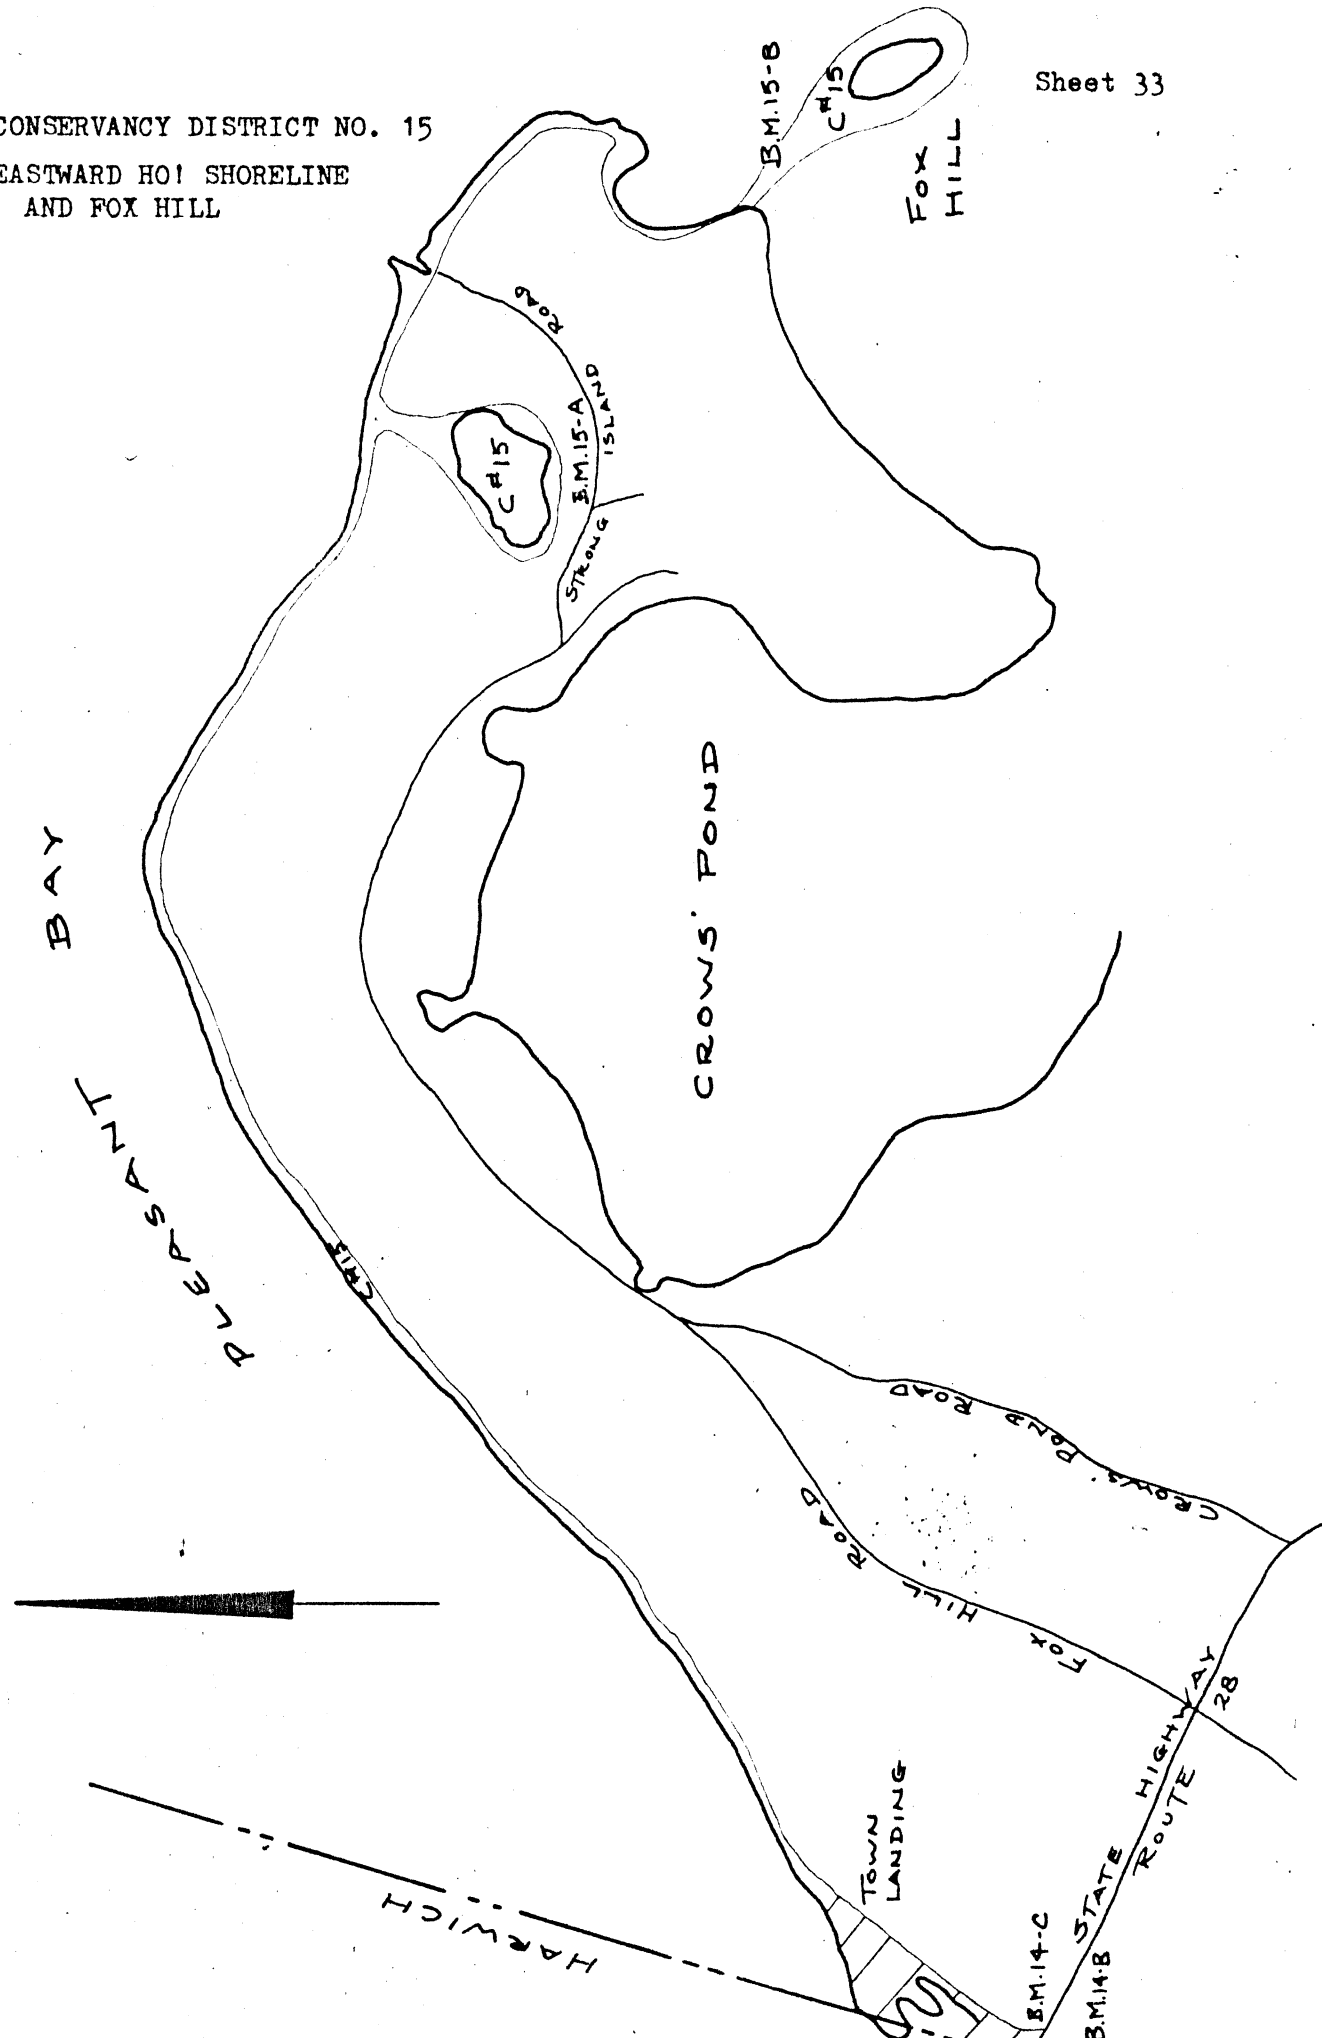 Sheet 33
CONSERVANCY DISTRICT NO. 15
EASTWARD HO! SHORELINE
AND FOX HILL
B.M.15-B
C#15
FOX
HILL
ROAD
B.M.15-A
ISLAND
STRONG
C#15
BAY
PLEASANT
CROWS' POND
C#15
CROWS' POND ROAD
FOX HILL ROAD
STATE HIGHWAY
ROUTE 28
TOWN
LANDING
HARWICH
B.M.14-C
B.M.14-B